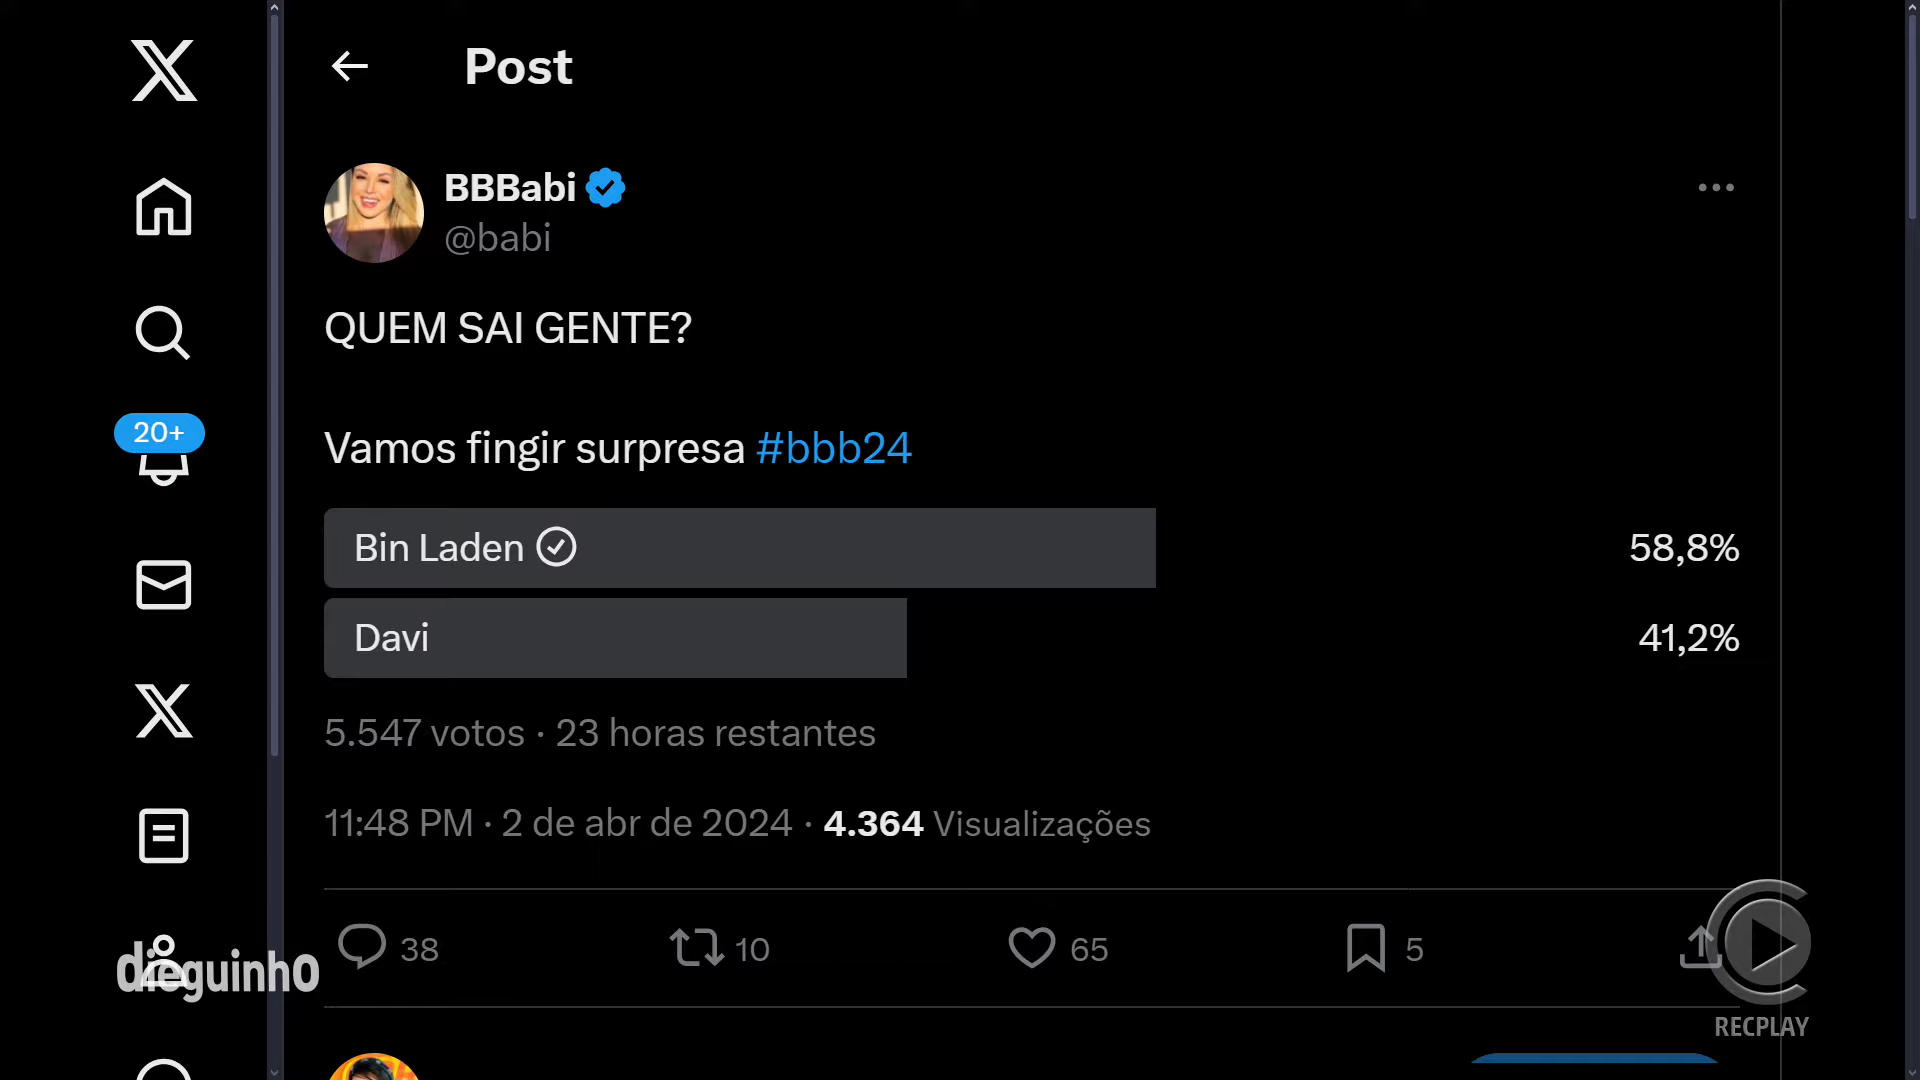 Post
BBBabi
@babi
QUEM SAI GENTE?
Vamos fingir surpresa #bbb24
20+
Bin Laden 58,8%
Davi 41,2%
5.547 votos · 23 horas restantes
11:48 PM · 2 de abr de 2024 · 4.364 Visualizações
38 10 65 5
dieguinho
RECPLAY